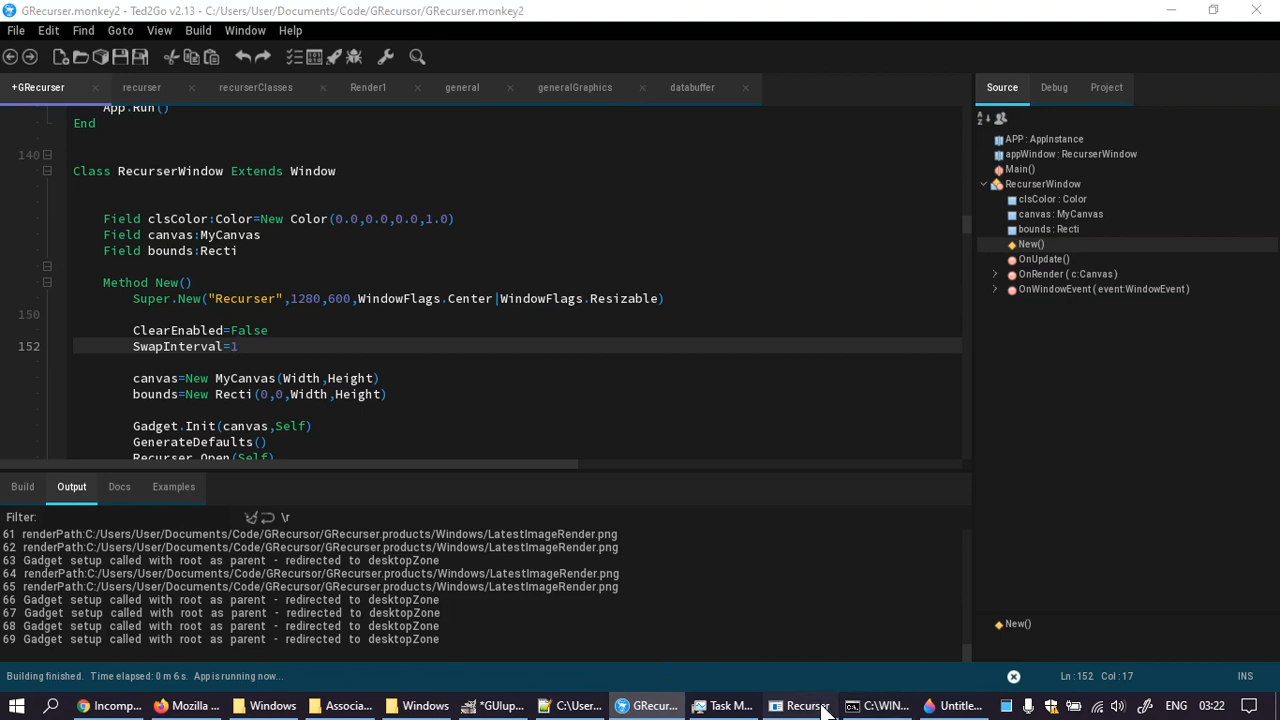 GRecurser.monkey2 - Ted2Go v2.13 - C:/Users/User/Documents/Code/GRecursor/GRecurser.monkey2
File Edit Find Goto View Build Window Help
+GRecurser recurser recurserClasses Render1 general generalGraphics databuffer
Source Debug Project
App.Run()
End
140
Class RecurserWindow Extends Window
Field clsColor:Color=New Color(0.0,0.0,0.0,1.0)
Field canvas:MyCanvas
Field bounds:Recti
Method New()
Super.New("Recurser",1280,600,WindowFlags.Center|WindowFlags.Resizable)
150
ClearEnabled=False
152 SwapInterval=1
canvas=New MyCanvas(Width,Height)
bounds=New Recti(0,0,Width,Height)
Gadget.Init(canvas,Self)
GenerateDefaults()
Recurser.Open(Self)
APP : AppInstance
appWindow : RecurserWindow
Main()
RecurserWindow
clsColor : Color
canvas : MyCanvas
bounds : Recti
New()
OnUpdate()
OnRender ( c:Canvas )
OnWindowEvent ( event:WindowEvent )
New()
Build Output Docs Examples
Filter: \r
61 renderPath:C:/Users/User/Documents/Code/GRecursor/GRecurser.products/Windows/LatestImageRender.png
62 renderPath:C:/Users/User/Documents/Code/GRecursor/GRecurser.products/Windows/LatestImageRender.png
63 Gadget setup called with root as parent - redirected to desktopZone
64 renderPath:C:/Users/User/Documents/Code/GRecursor/GRecurser.products/Windows/LatestImageRender.png
65 renderPath:C:/Users/User/Documents/Code/GRecursor/GRecurser.products/Windows/LatestImageRender.png
66 Gadget setup called with root as parent - redirected to desktopZone
67 Gadget setup called with root as parent - redirected to desktopZone
68 Gadget setup called with root as parent - redirected to desktopZone
69 Gadget setup called with root as parent - redirected to desktopZone
Building finished. Time elapsed: 0 m 6s. App is running now... Ln : 152 Col : 17 INS
Incomp... Mozilla ... Windows Associa... Windows *GUIup... C:\User... GRecur... Task M... Recurser C:\WIN... Untitle... ENG 03:22